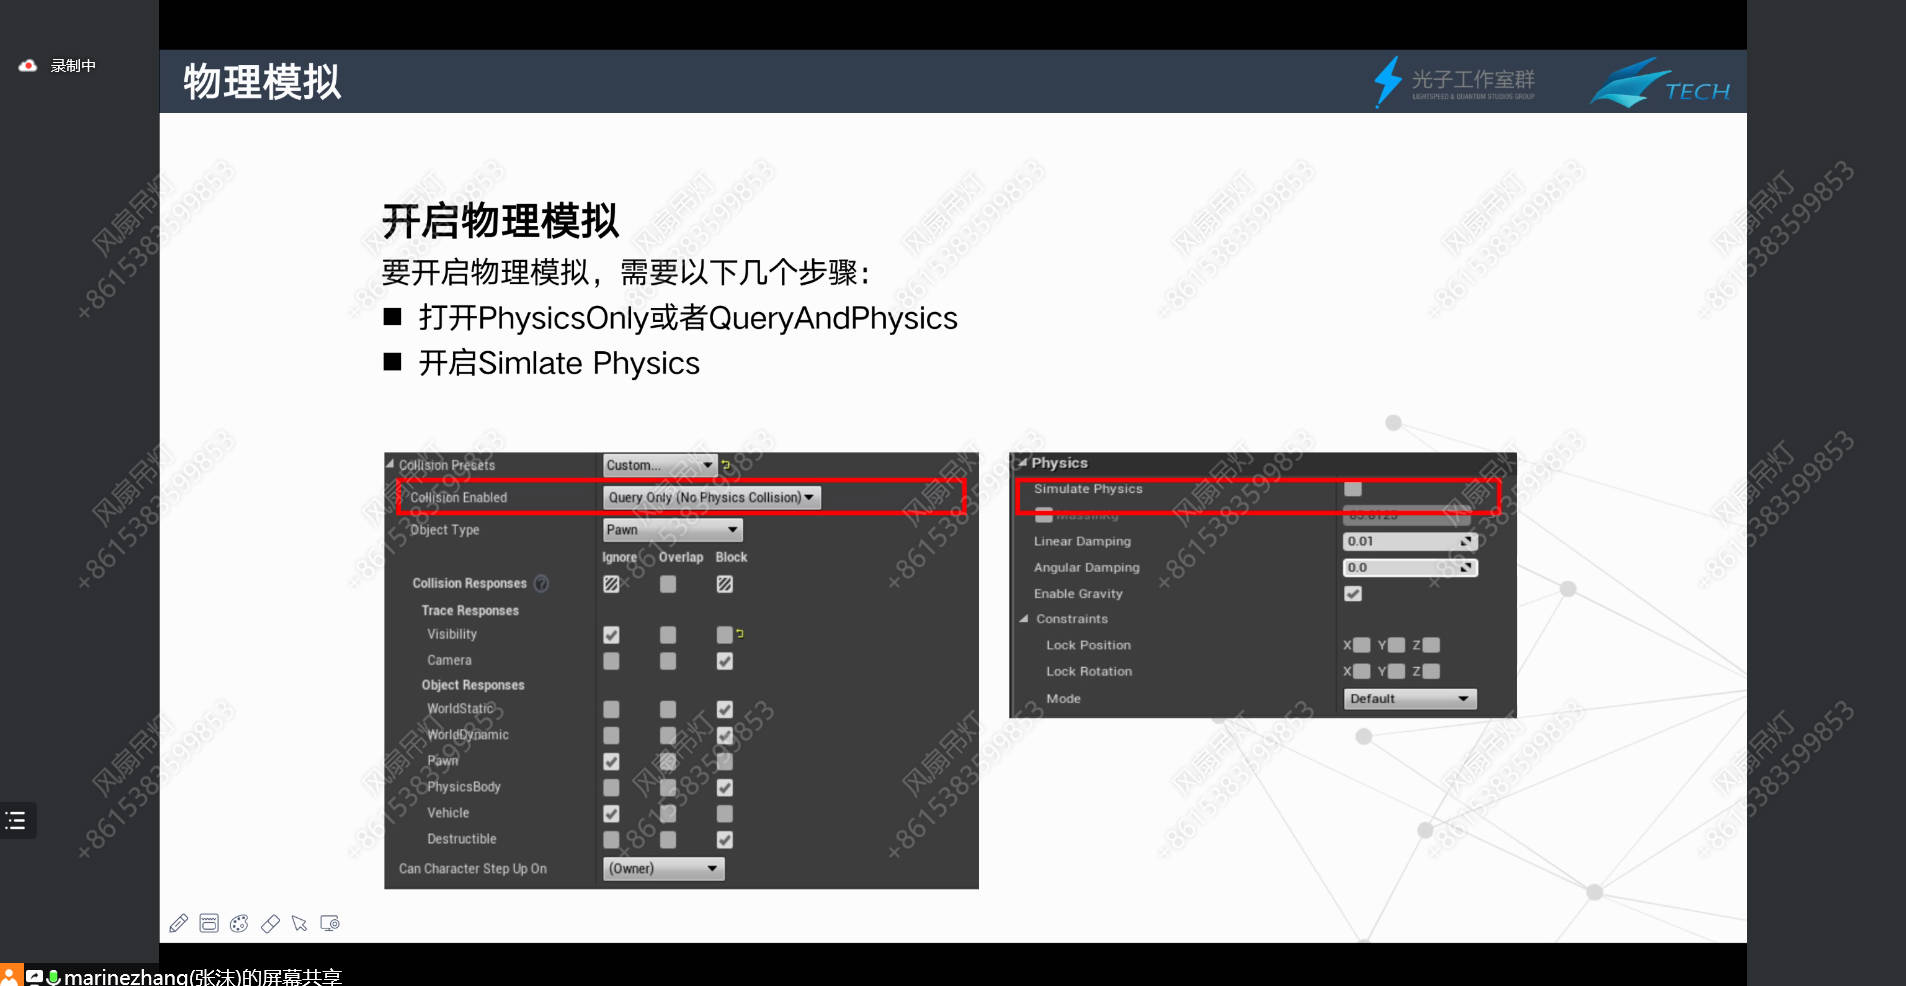 录制中
物理模拟
光子工作室群
LIGHTSPEED & QUANTUM STUDIOS GROUP
TECH
开启物理模拟
要开启物理模拟，需要以下几个步骤：
■ 打开PhysicsOnly或者QueryAndPhysics
■ 开启Simlate Physics
Collision Presets Custom...
Collision Enabled Query Only (No Physics Collision)
Object Type Pawn
Ignore Overlap Block
Collision Responses ?
Trace Responses
Visibility
Camera
Object Responses
WorldStatic
WorldDynamic
Pawn
PhysicsBody
Vehicle
Destructible
Can Character Step Up On (Owner)
Physics
Simulate Physics
MassInKg
Linear Damping 0.01
Angular Damping 0.0
Enable Gravity
Constraints
Lock Position X Y Z
Lock Rotation X Y Z
Mode Default
marinezhang(张沫)的屏幕共享
风扇吊灯
+8615383599853